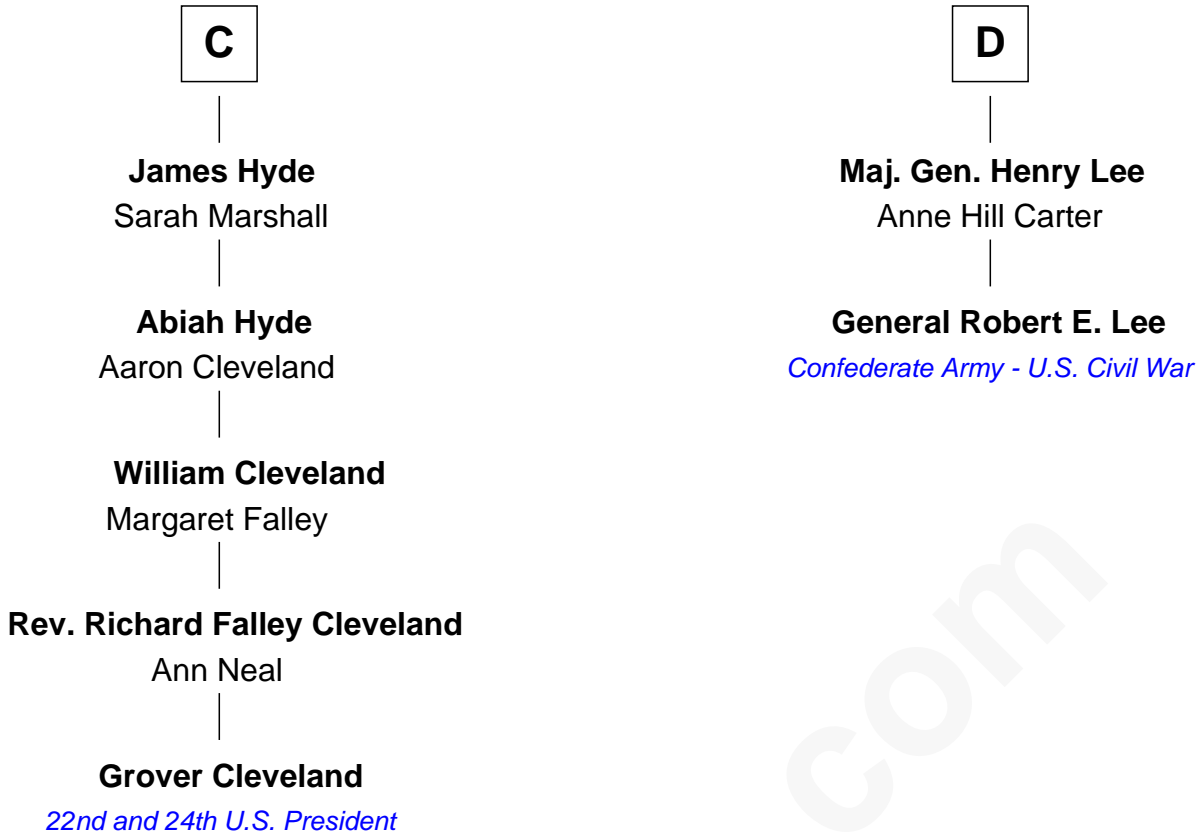 C
James Hyde
Sarah Marshall
Abiah Hyde
Aaron Cleveland
William Cleveland
Margaret Falley
Rev. Richard Falley Cleveland
Ann Neal
Grover Cleveland
22nd and 24th U.S. President
D
Maj. Gen. Henry Lee
Anne Hill Carter
General Robert E. Lee
Confederate Army - U.S. Civil War
com